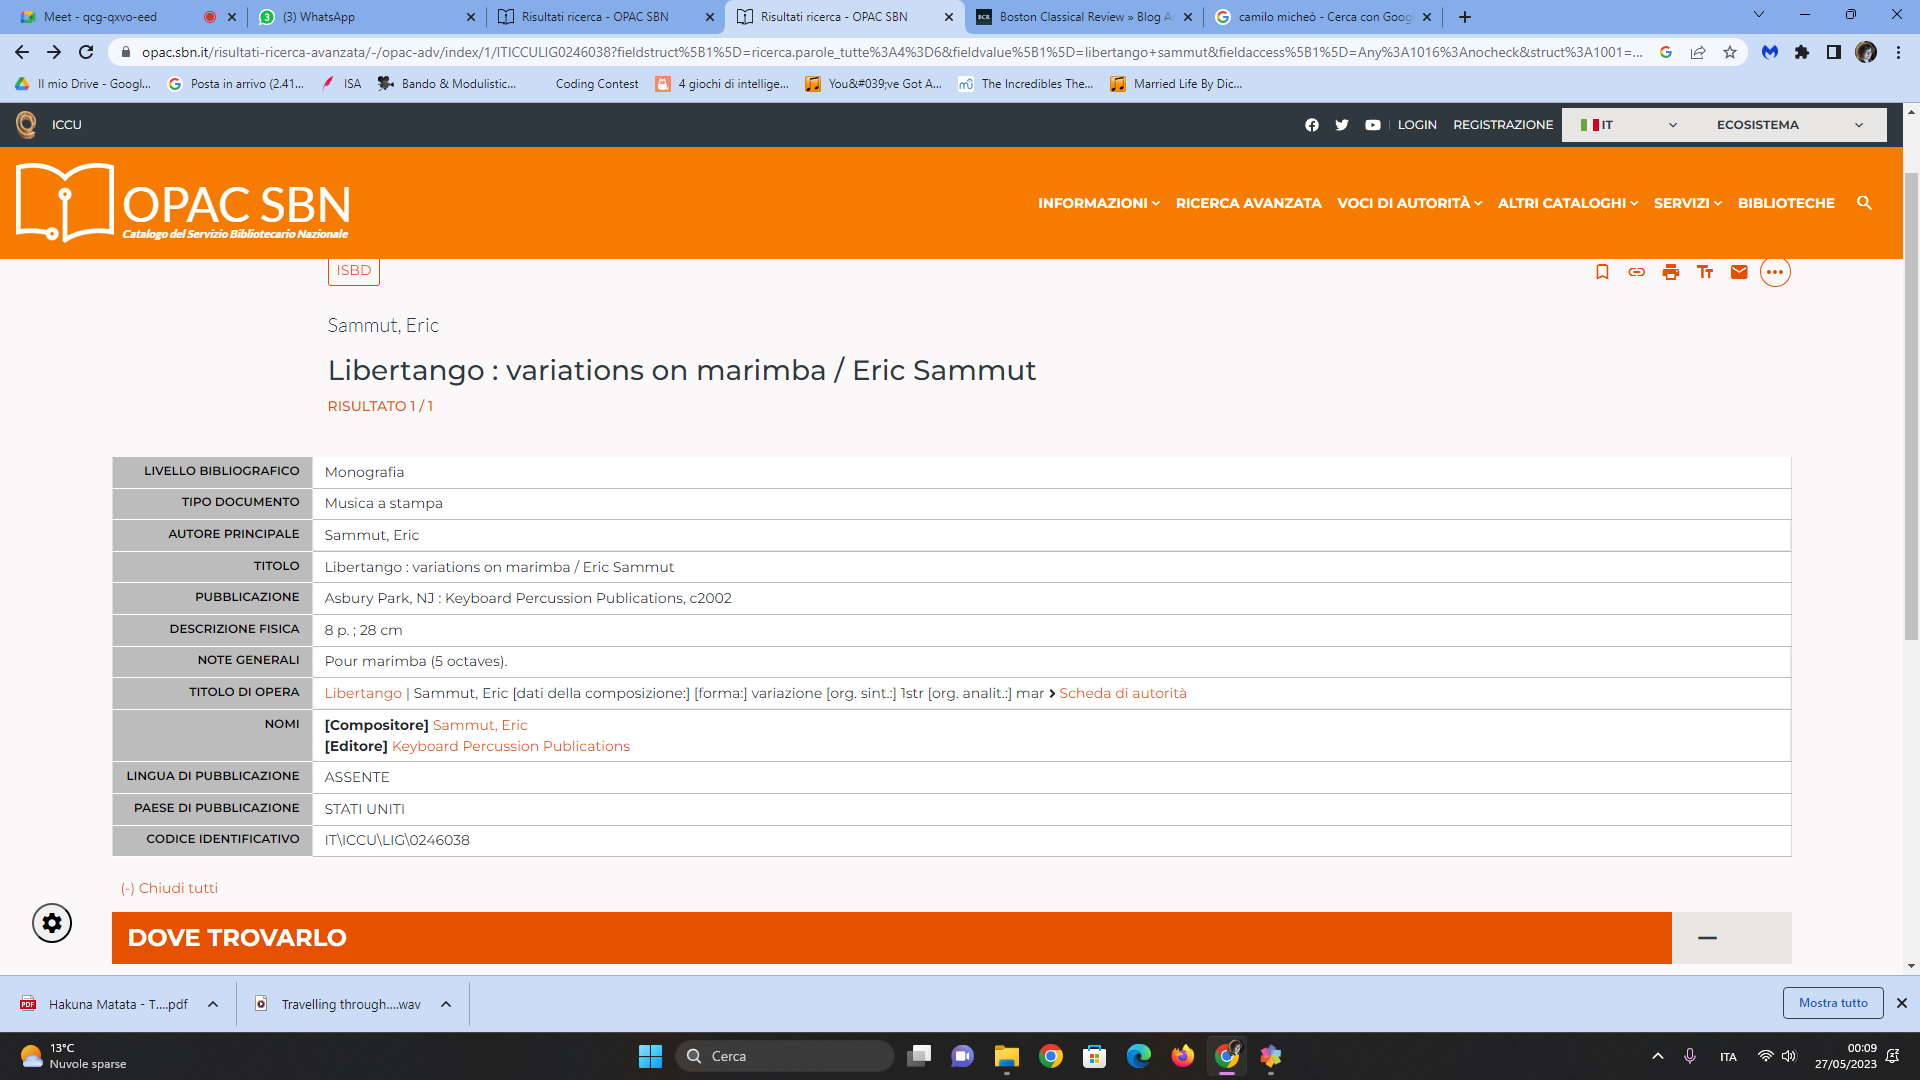 Meet - qcg-qxvo-eed
(3) WhatsApp
Risultati ricerca - OPAC SBN
Risultati ricerca - OPAC SBN
Boston Classical Review » Blog A
camilo micheò - Cerca con Goog
opac.sbn.it/risultati-ricerca-avanzata/-/opac-adv/index/1/ITICCULIG0246038?fieldstruct%5B1%5D=ricerca.parole_tutte%3A4%3D6&fieldvalue%5B1%5D=libertango+sammut&fieldaccess%5B1%5D=Any%3A1016%3Anocheck&struct%3A1001=...
Il mio Drive - Googl...
Posta in arrivo (2.41...
ISA
Bando & Modulistic...
Coding Contest
4 giochi di intellige...
You&#039;ve Got A...
The Incredibles The...
Married Life By Dic...
ICCU
LOGIN
REGISTRAZIONE
IT
ECOSISTEMA
OPAC SBN
Catalogo del Servizio Bibliotecario Nazionale
INFORMAZIONI
RICERCA AVANZATA
VOCI DI AUTORITÀ
ALTRI CATALOGHI
SERVIZI
BIBLIOTECHE
ISBD
Sammut, Eric
Libertango : variations on marimba / Eric Sammut
RISULTATO 1 / 1
LIVELLO BIBLIOGRAFICO Monografia
TIPO DOCUMENTO Musica a stampa
AUTORE PRINCIPALE Sammut, Eric
TITOLO Libertango : variations on marimba / Eric Sammut
PUBBLICAZIONE Asbury Park, NJ : Keyboard Percussion Publications, c2002
DESCRIZIONE FISICA 8 p. ; 28 cm
NOTE GENERALI Pour marimba (5 octaves).
TITOLO DI OPERA Libertango | Sammut, Eric [dati della composizione:] [forma:] variazione [org. sint.:] 1str [org. analit.:] mar > Scheda di autorità
NOMI [Compositore] Sammut, Eric
[Editore] Keyboard Percussion Publications
LINGUA DI PUBBLICAZIONE ASSENTE
PAESE DI PUBBLICAZIONE STATI UNITI
CODICE IDENTIFICATIVO IT\ICCU\LIG\0246038
(-) Chiudi tutti
DOVE TROVARLO
Hakuna Matata - T....pdf
Travelling through....wav
Mostra tutto
13°C
Nuvole sparse
Cerca
ITA
00:09
27/05/2023